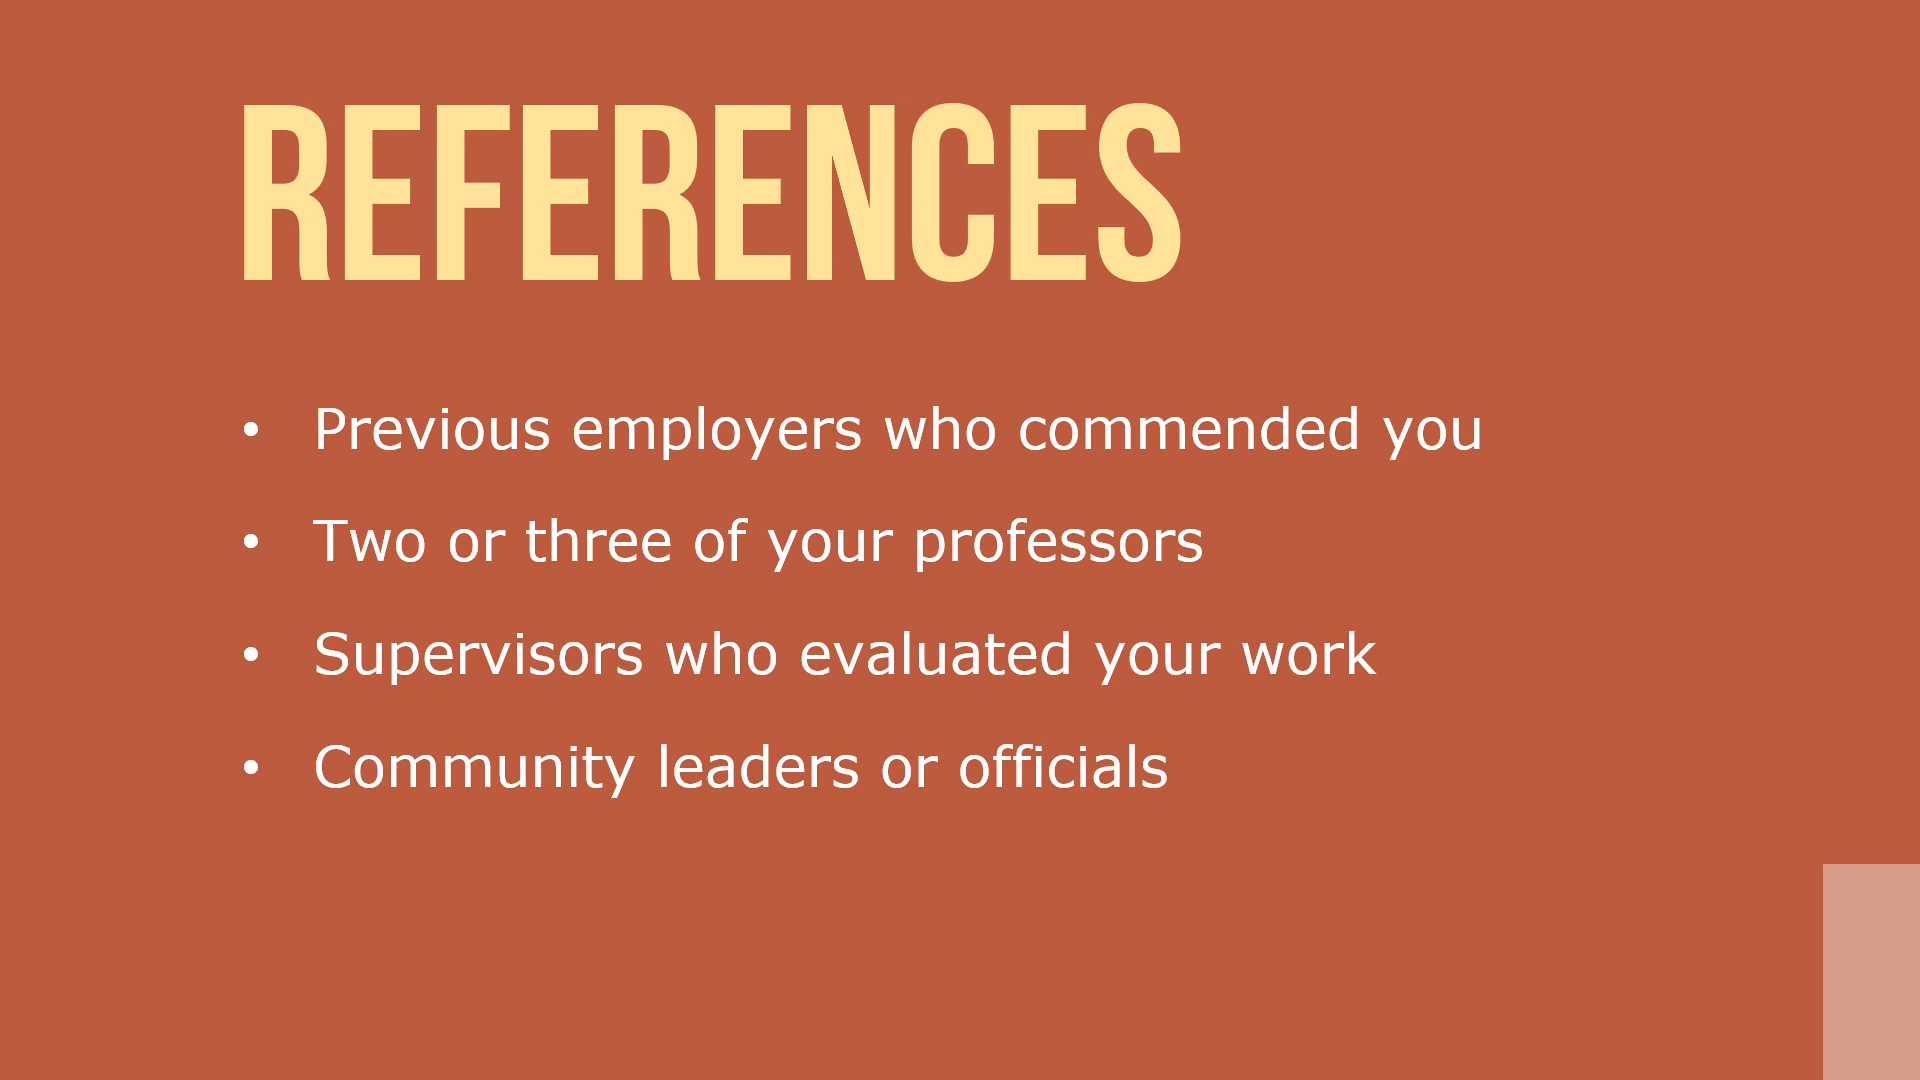 REFERENCES
• Previous employers who commended you
• Two or three of your professors
• Supervisors who evaluated your work
• Community leaders or officials